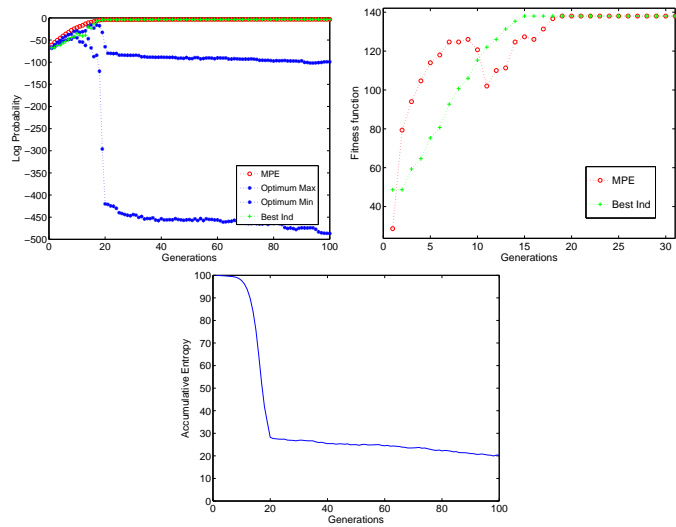 0
−50
−100
−150
−200
−250
−300
−350
−400
−450
−500
Log Probability
0 20 40 60 80 100
Generations
MPE
Optimum Max
Optimum Min
Best Ind
140
120
100
80
60
40
Fitness function
0 5 10 15 20 25 30
Generations
MPE
Best Ind
100
90
80
70
60
50
40
30
20
10
0
Accumulative Entropy
0 20 40 60 80 100
Generations